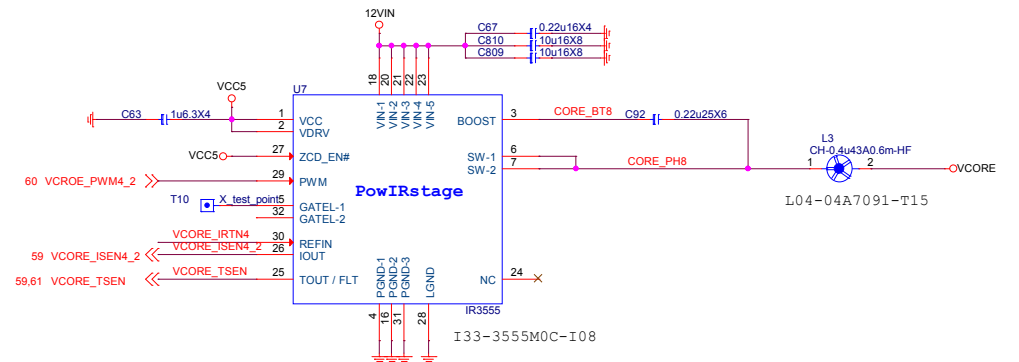 12VIN
C67 0.22u16X4
C810 10u16X8
C809 10u16X8
18 20 21 22 23
U7
VCC5
C63 1u6.3X4
1 VCC
2 VDRV
VIN-1 VIN-2 VIN-3 VIN-4 VIN-5
BOOST 3 CORE_BT8 C92 0.22u25X6
VCC5 27 ZCD_EN#
SW-1 6
SW-2 7 CORE_PH8
L3
CH-0.4u43A0.6m-HF
1 2 VCORE
L04-04A7091-T15
60 VCROE_PWM4_2 29 PWM
PowIRstage
T10 X_test_point 5 GATEL-1
32 GATEL-2
VCORE_IRTN4 30 REFIN
59 VCORE_ISEN4_2 VCORE_ISEN4_2 26 IOUT
59,61 VCORE_TSEN VCORE_TSEN 25 TOUT / FLT
PGND-1 PGND-2 PGND-3 LGND
NC 24
IR3555
4 16 31 28
I33-3555M0C-I08